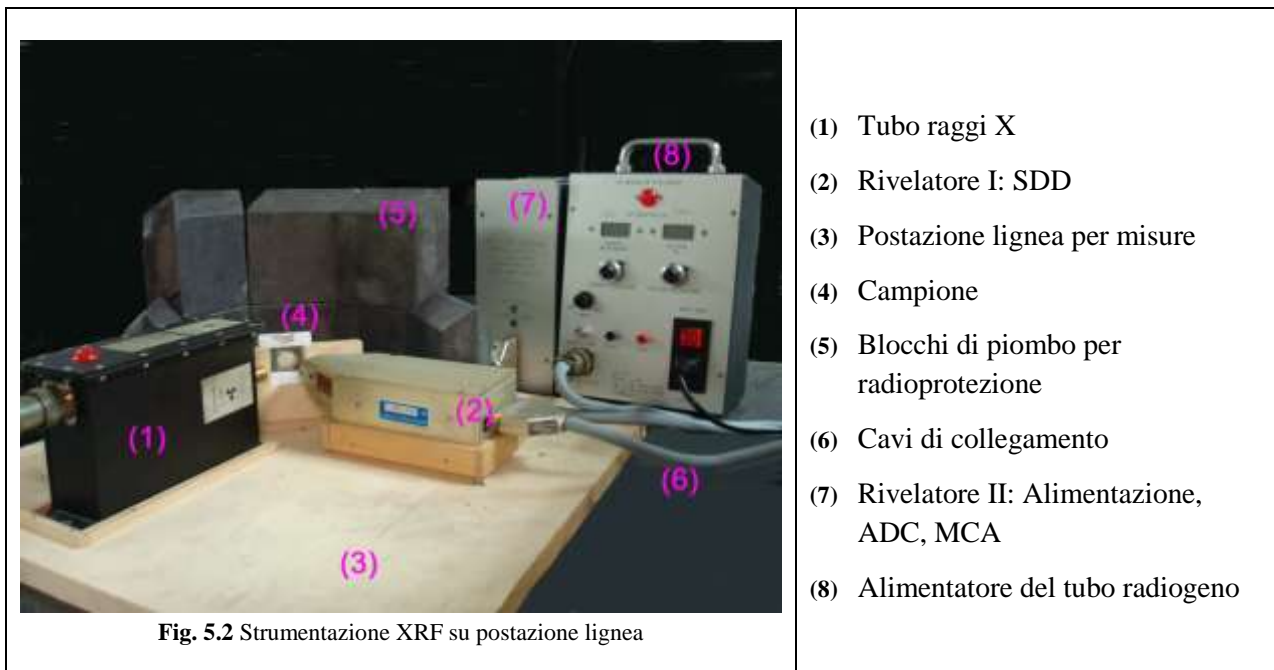 (8)
(7)
(5)
(4)
(2)
(1)
(6)
(3)
Fig. 5.2 Strumentazione XRF su postazione lignea
(1) Tubo raggi X
(2) Rivelatore I: SDD
(3) Postazione lignea per misure
(4) Campione
(5) Blocchi di piombo per
radioprotezione
(6) Cavi di collegamento
(7) Rivelatore II: Alimentazione,
ADC, MCA
(8) Alimentatore del tubo radiogeno